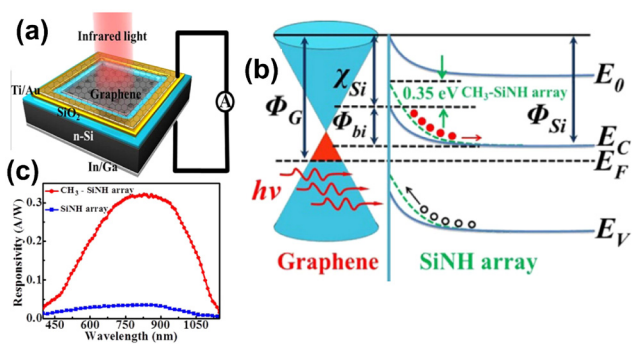 (a)
Infrared light
Ti/Au
Graphene
SiO2
n-Si
In/Ga
A
(b)
E0
χSi
0.35 eV CH3-SiNH array
ΦG
Φbi
ΦSi
EC
EF
hν
EV
Graphene
SiNH array
(c)
CH3 - SiNH array
SiNH array
Responsivity (A/W)
0.3
0.2
0.1
0.0
450 600 750 900 1050
Wavelength (nm)